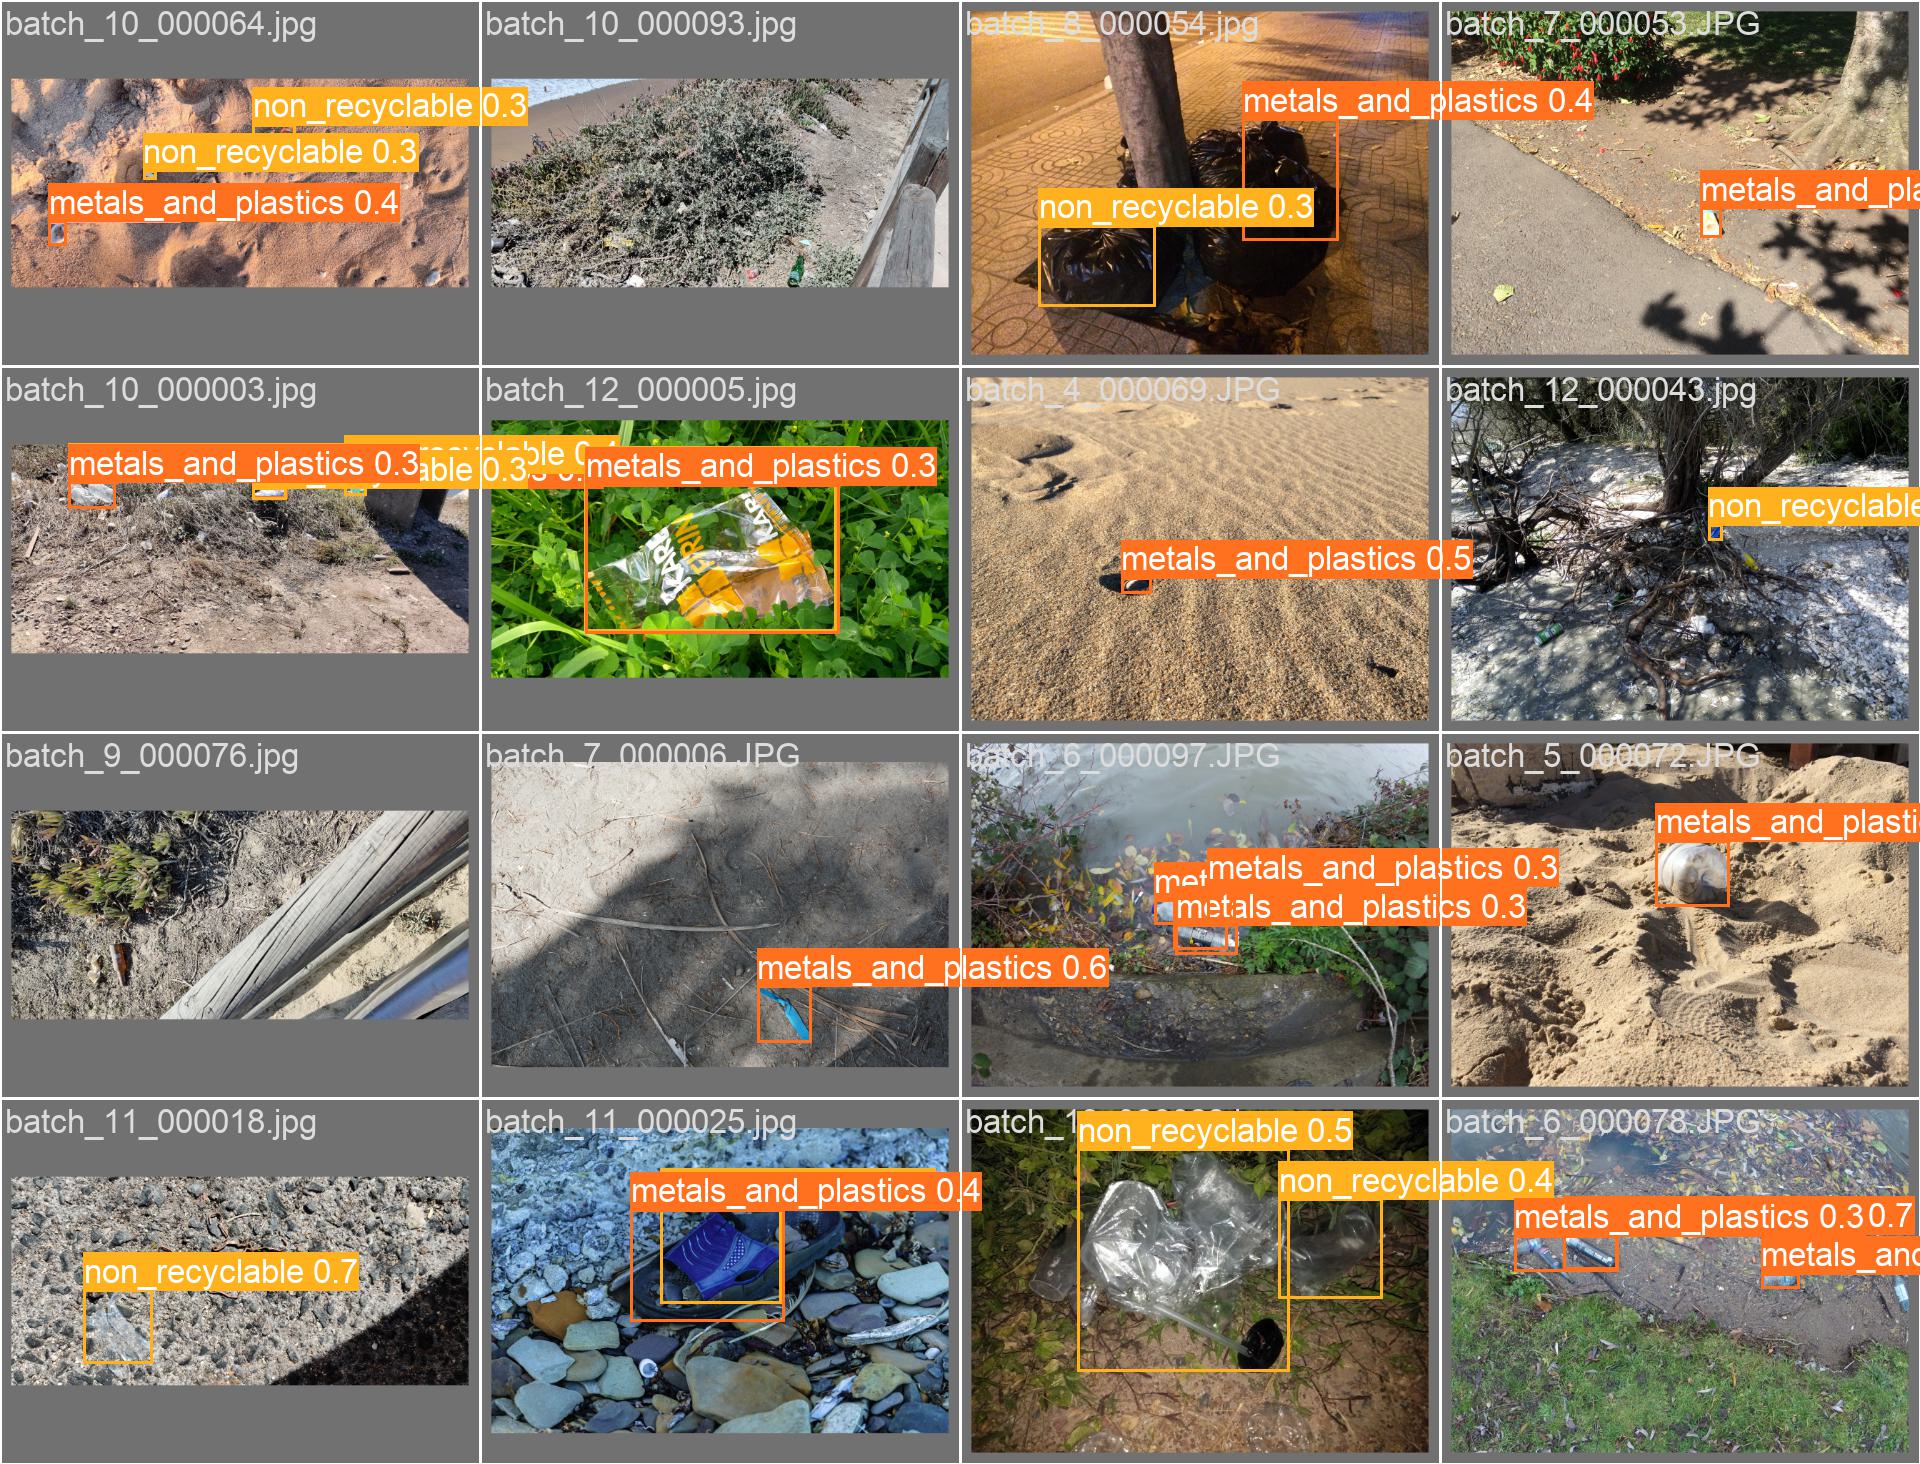 batch_10_000064.jpg
batch_10_000093.jpg
batch_8_000054.jpg
batch_7_000053.JPG
non_recyclable 0.3
non_recyclable 0.3
metals_and_plastics 0.4
metals_and_plastics 0.4
non_recyclable 0.3
metals_and_pla
batch_10_000003.jpg
batch_12_000005.jpg
batch_4_000069.JPG
batch_12_000043.jpg
metals_and_plastics 0.3
able 0.3
metals_and_plastics 0.3
KARE
metals_and_plastics 0.5
non_recyclable
batch_9_000076.jpg
batch_7_000006.JPG
batch_6_000097.JPG
batch_5_000072.JPG
metals_and_plastics 0.6
met
metals_and_plastics 0.3
metals_and_plastics 0.3
metals_and_plasti
batch_11_000018.jpg
batch_11_000025.jpg
batch_1
batch_6_000078.JPG
non_recyclable 0.7
metals_and_plastics 0.4
non_recyclable 0.5
non_recyclable 0.4
metals_and_plastics 0.3
0.7
metals_and